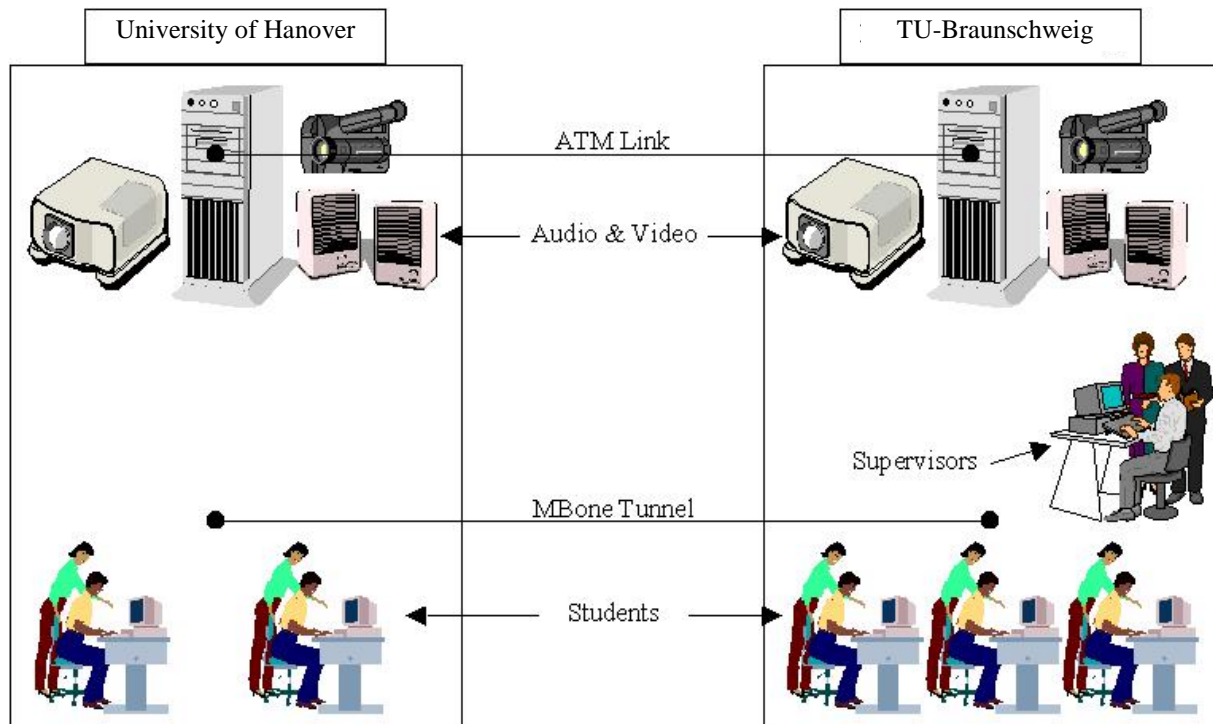 University of Hanover
TU-Braunschweig
ATM Link
Audio & Video
Supervisors
MBone Tunnel
Students